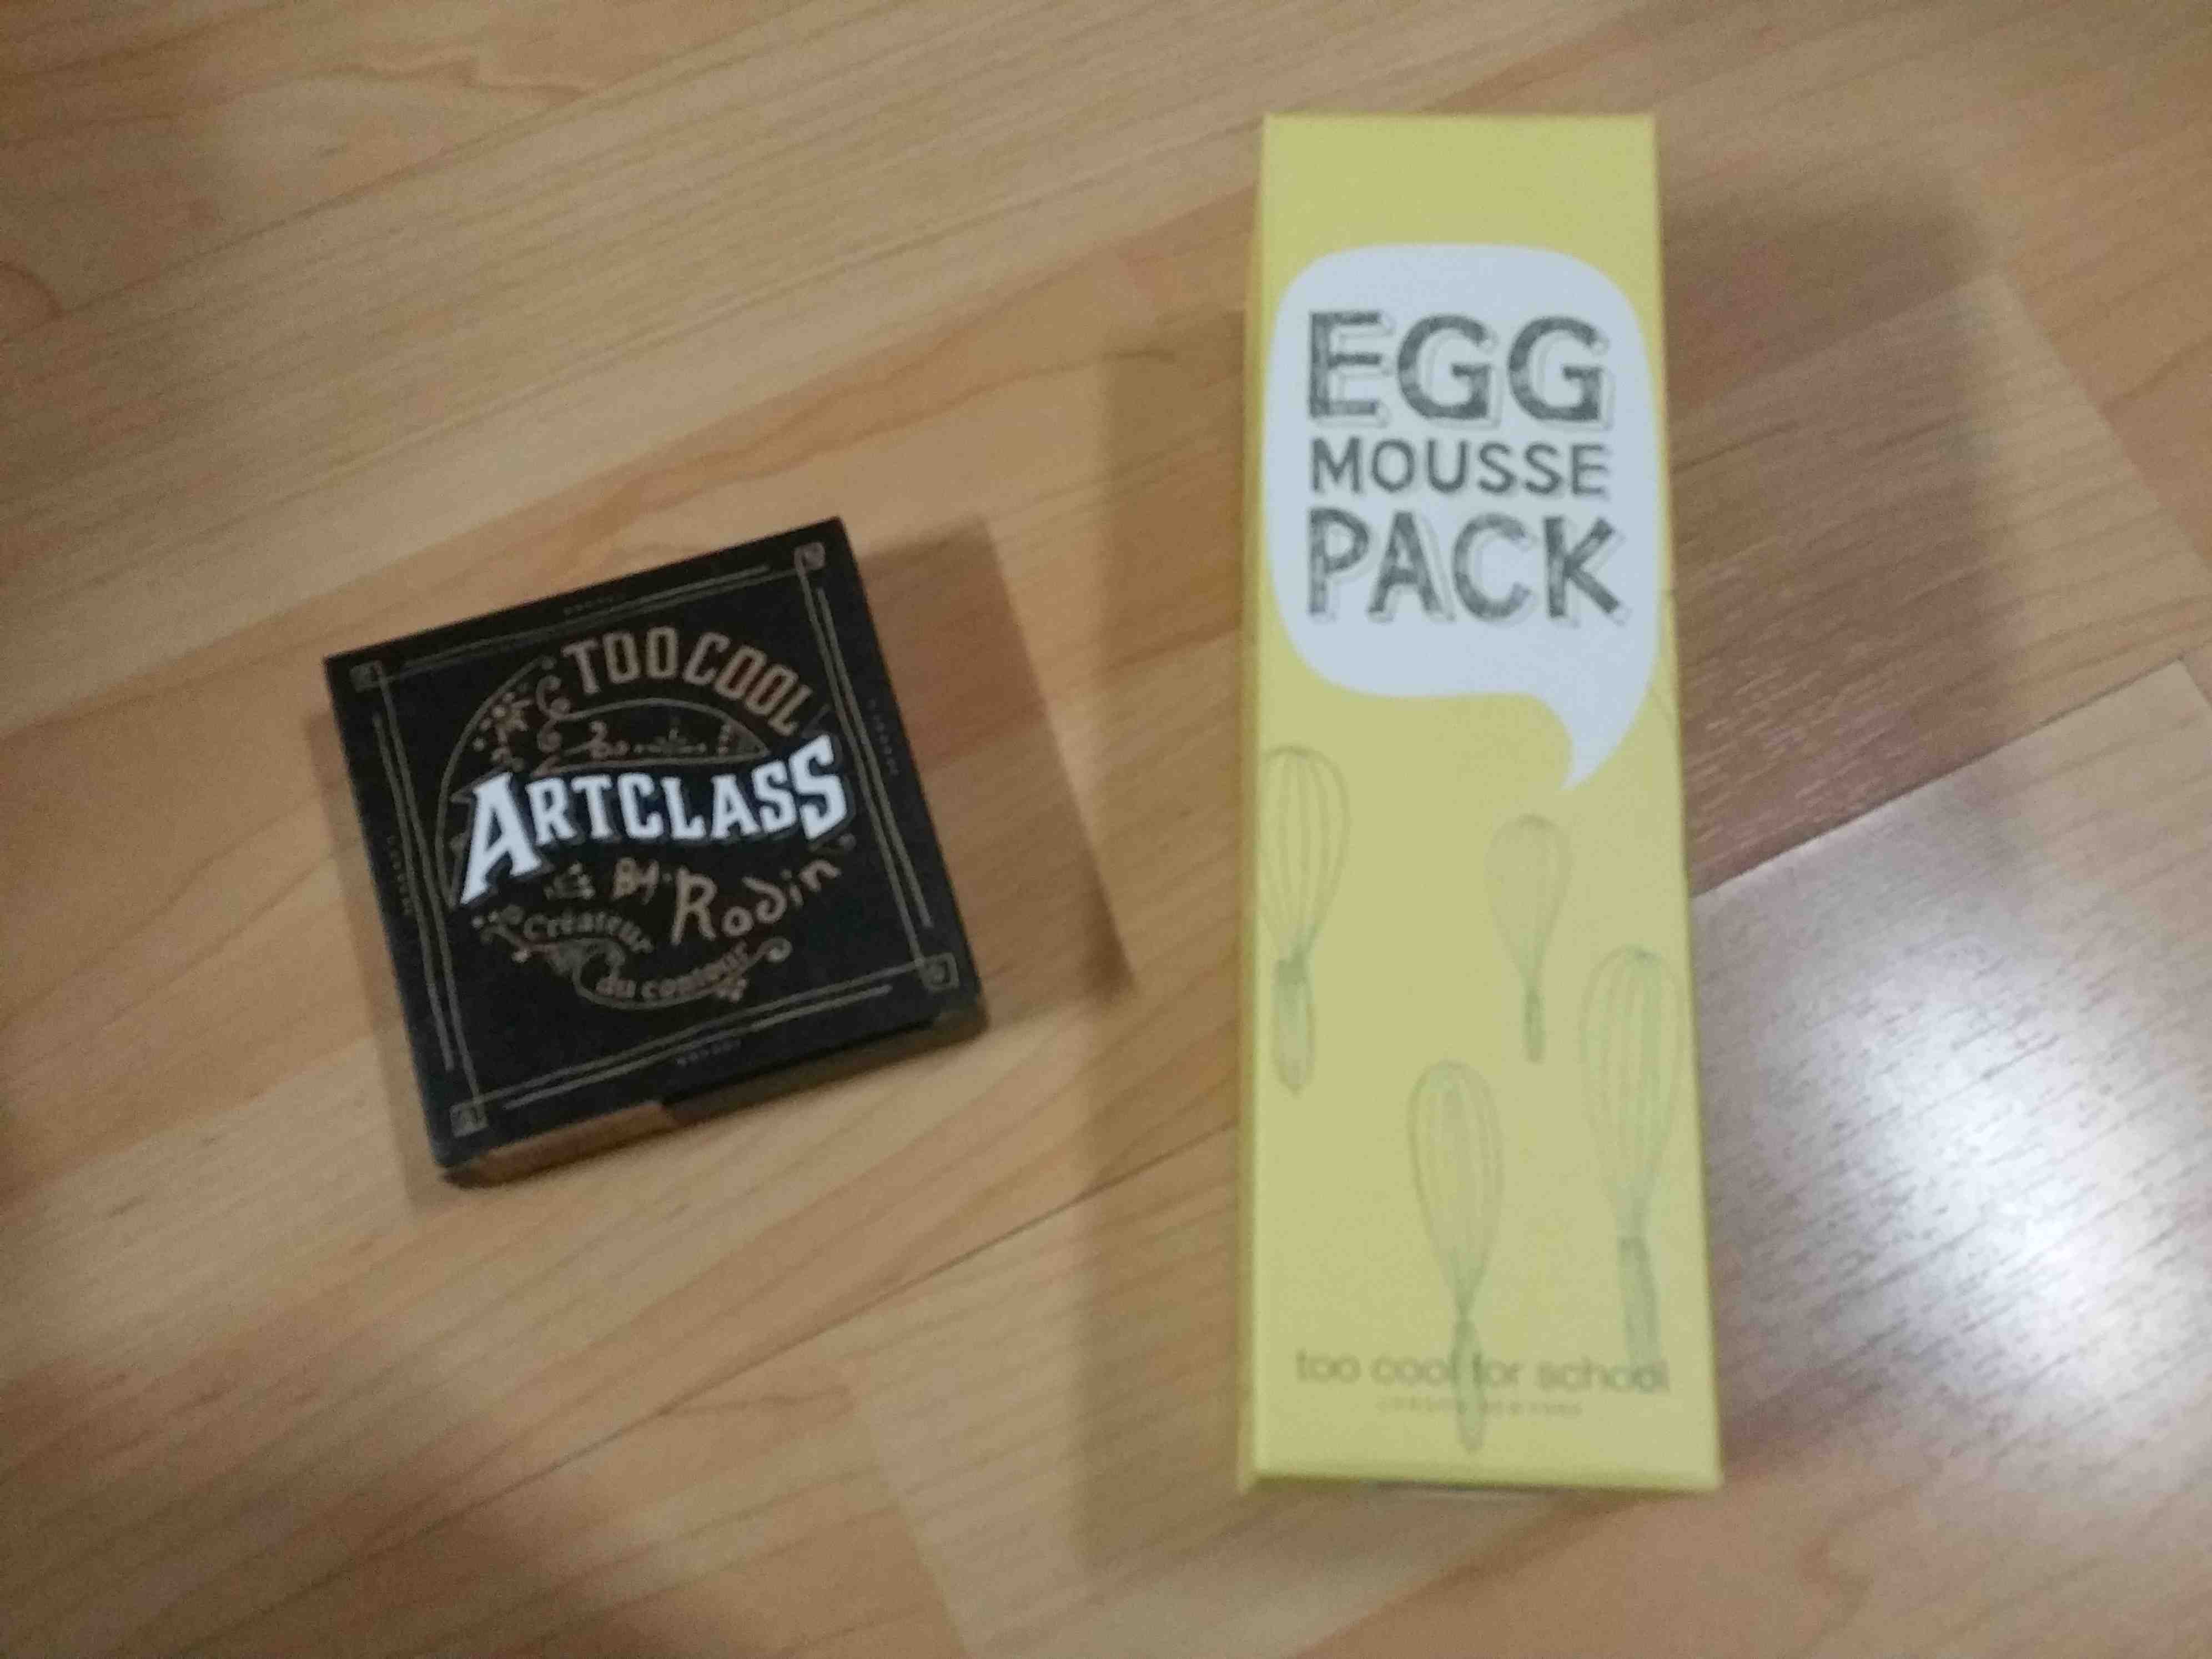 TOO COOL
ARTCLASS
BY Rodin
Créateur
du contour
EGG
MOUSSE
PACK
too cool for school